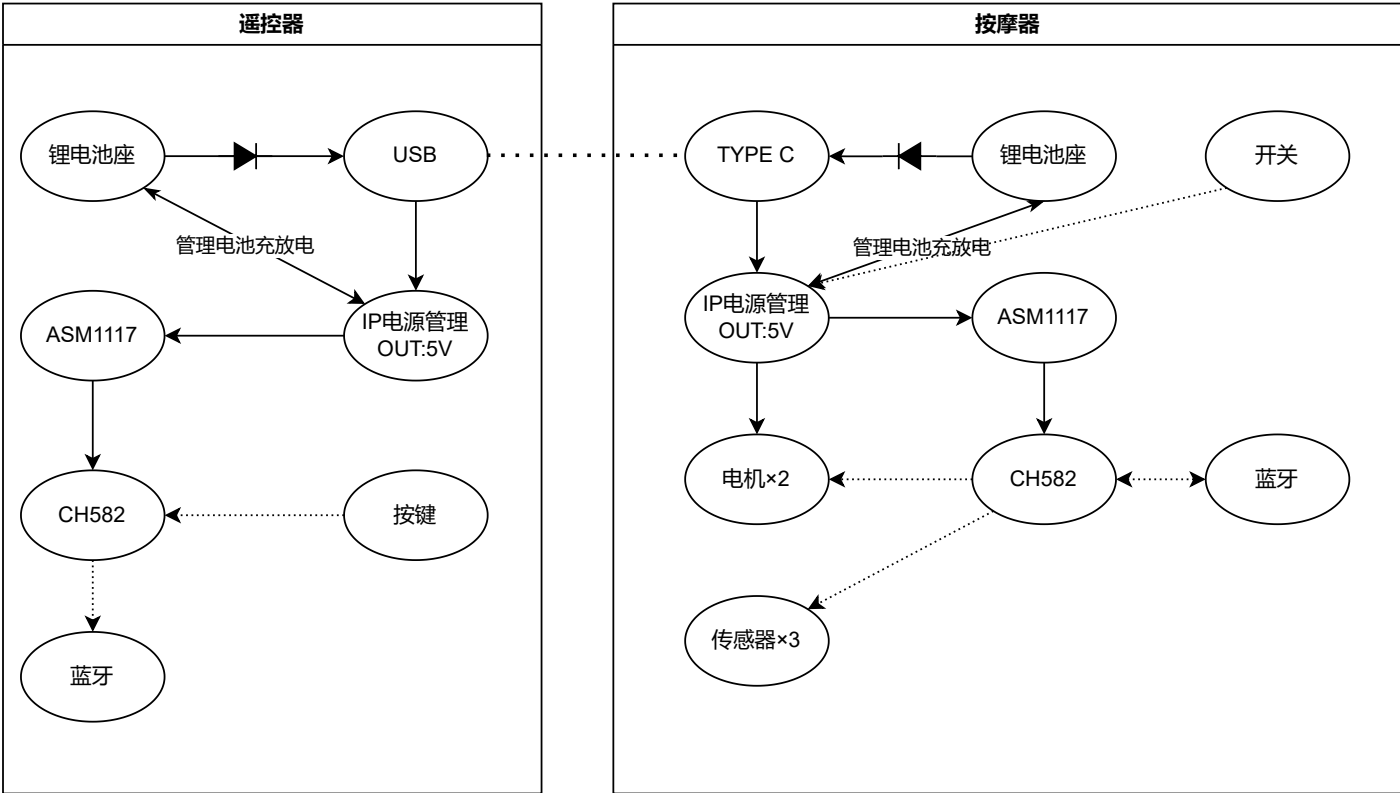 遥控器
锂电池座
USB
管理电池充放电
ASM1117
IP电源管理
OUT:5V
CH582
按键
蓝牙
按摩器
TYPE C
锂电池座
开关
管理电池充放电
IP电源管理
OUT:5V
ASM1117
电机×2
CH582
蓝牙
传感器×3